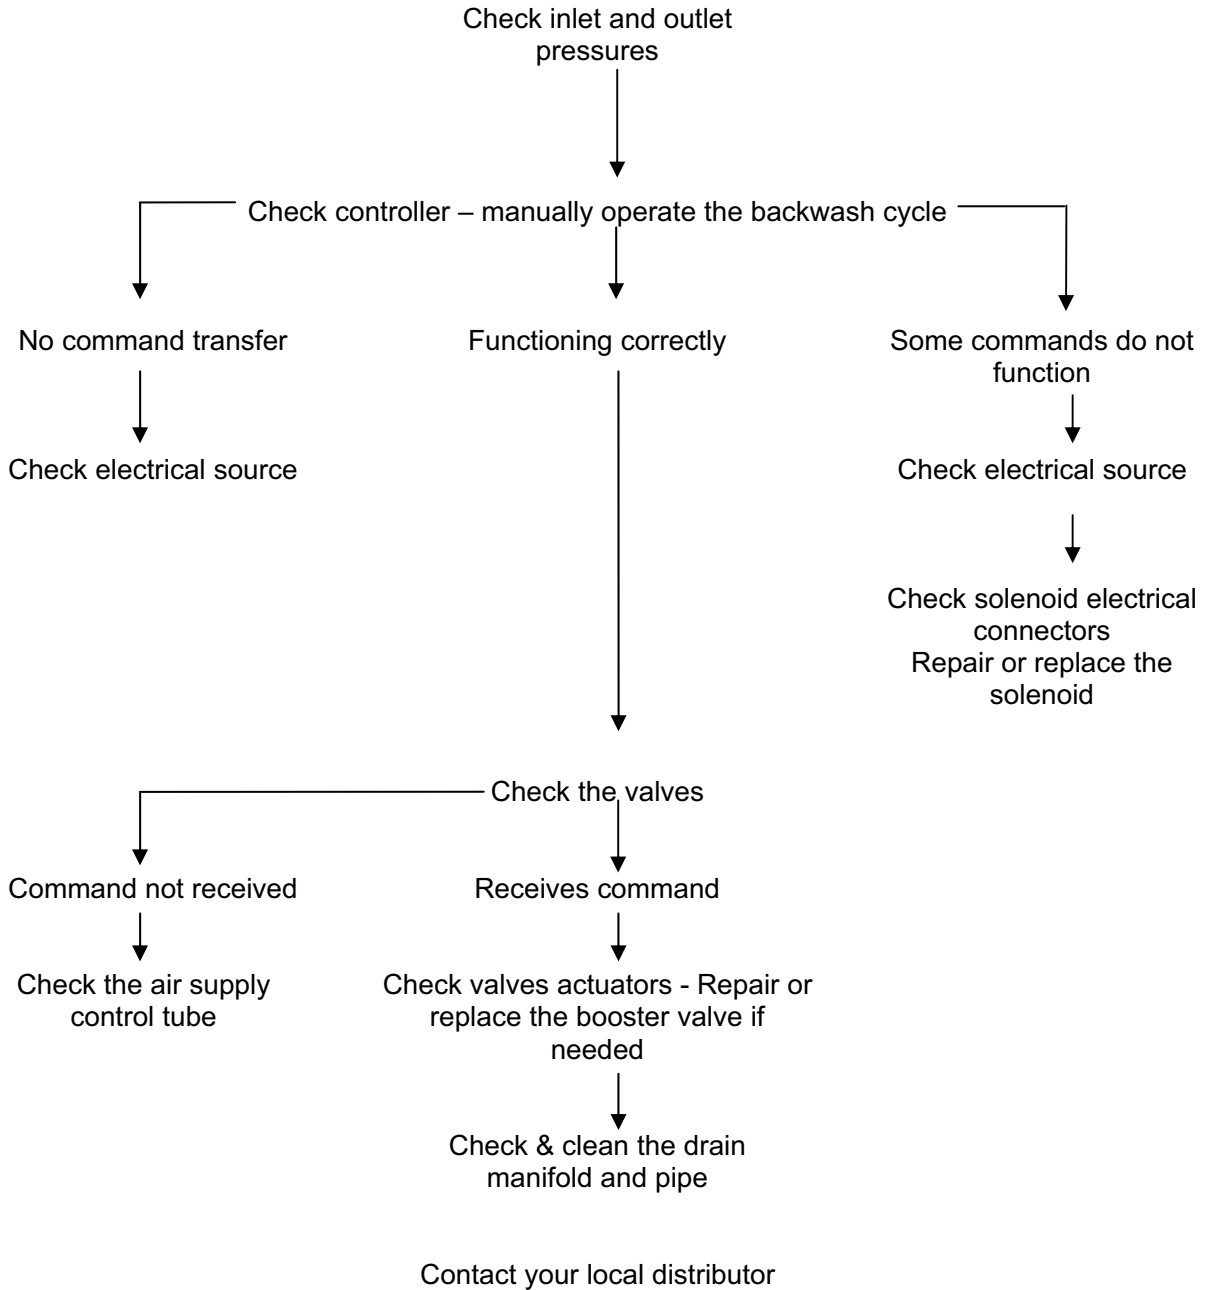 Check inlet and outlet
pressures
Check controller – manually operate the backwash cycle
No command transfer
Functioning correctly
Some commands do not
function
Check electrical source
Check electrical source
Check solenoid electrical
connectors
Repair or replace the
solenoid
Check the valves
Command not received
Receives command
Check the air supply
control tube
Check valves actuators - Repair or
replace the booster valve if
needed
Check & clean the drain
manifold and pipe
Contact your local distributor